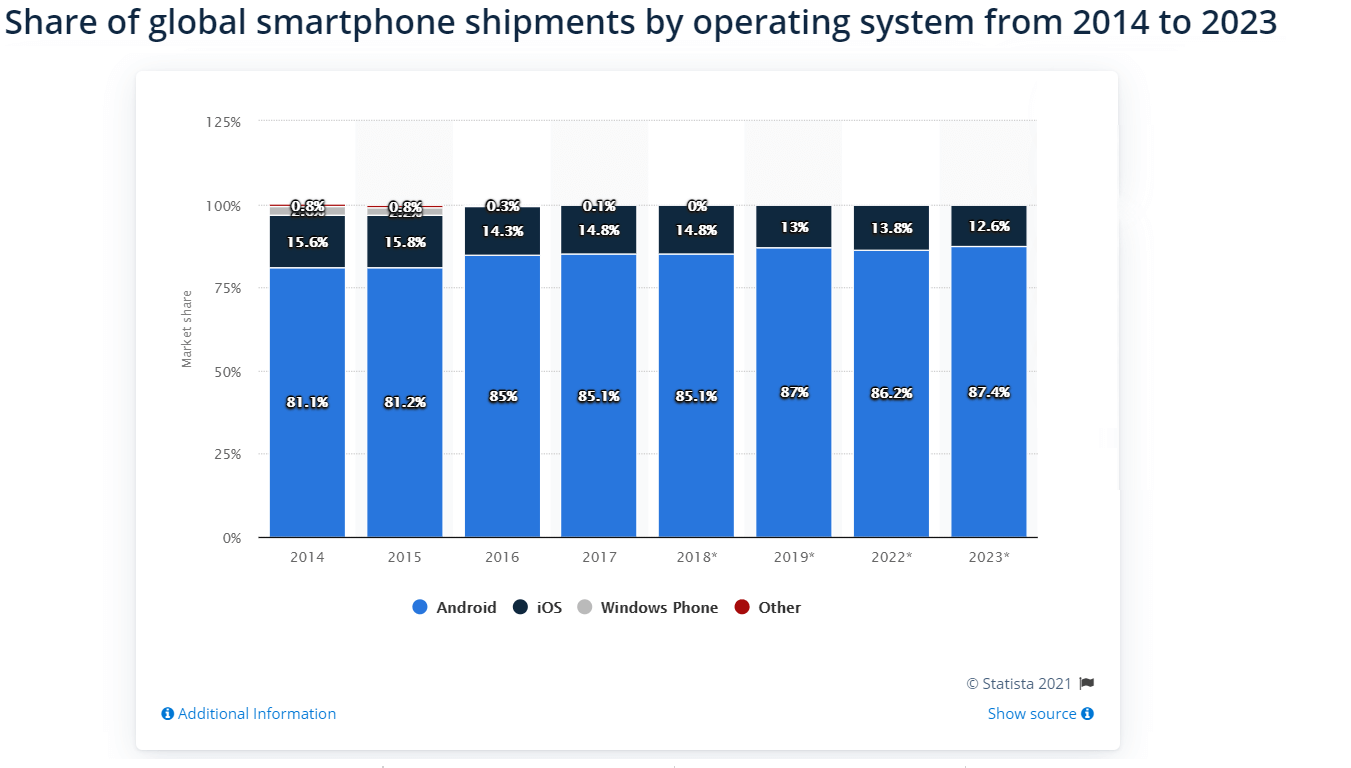 Share of global smartphone shipments by operating system from 2014 to 2023
125%
100%
75%
50%
25%
0%
Market share
0.8% 0.8% 0.3% 0.1% 0%
15.6% 15.8% 14.3% 14.8% 14.8% 13% 13.8% 12.6%
81.1% 81.2% 85% 85.1% 85.1% 87% 86.2% 87.4%
2014 2015 2016 2017 2018* 2019* 2022* 2023*
Android iOS Windows Phone Other
© Statista 2021
Additional Information Show source